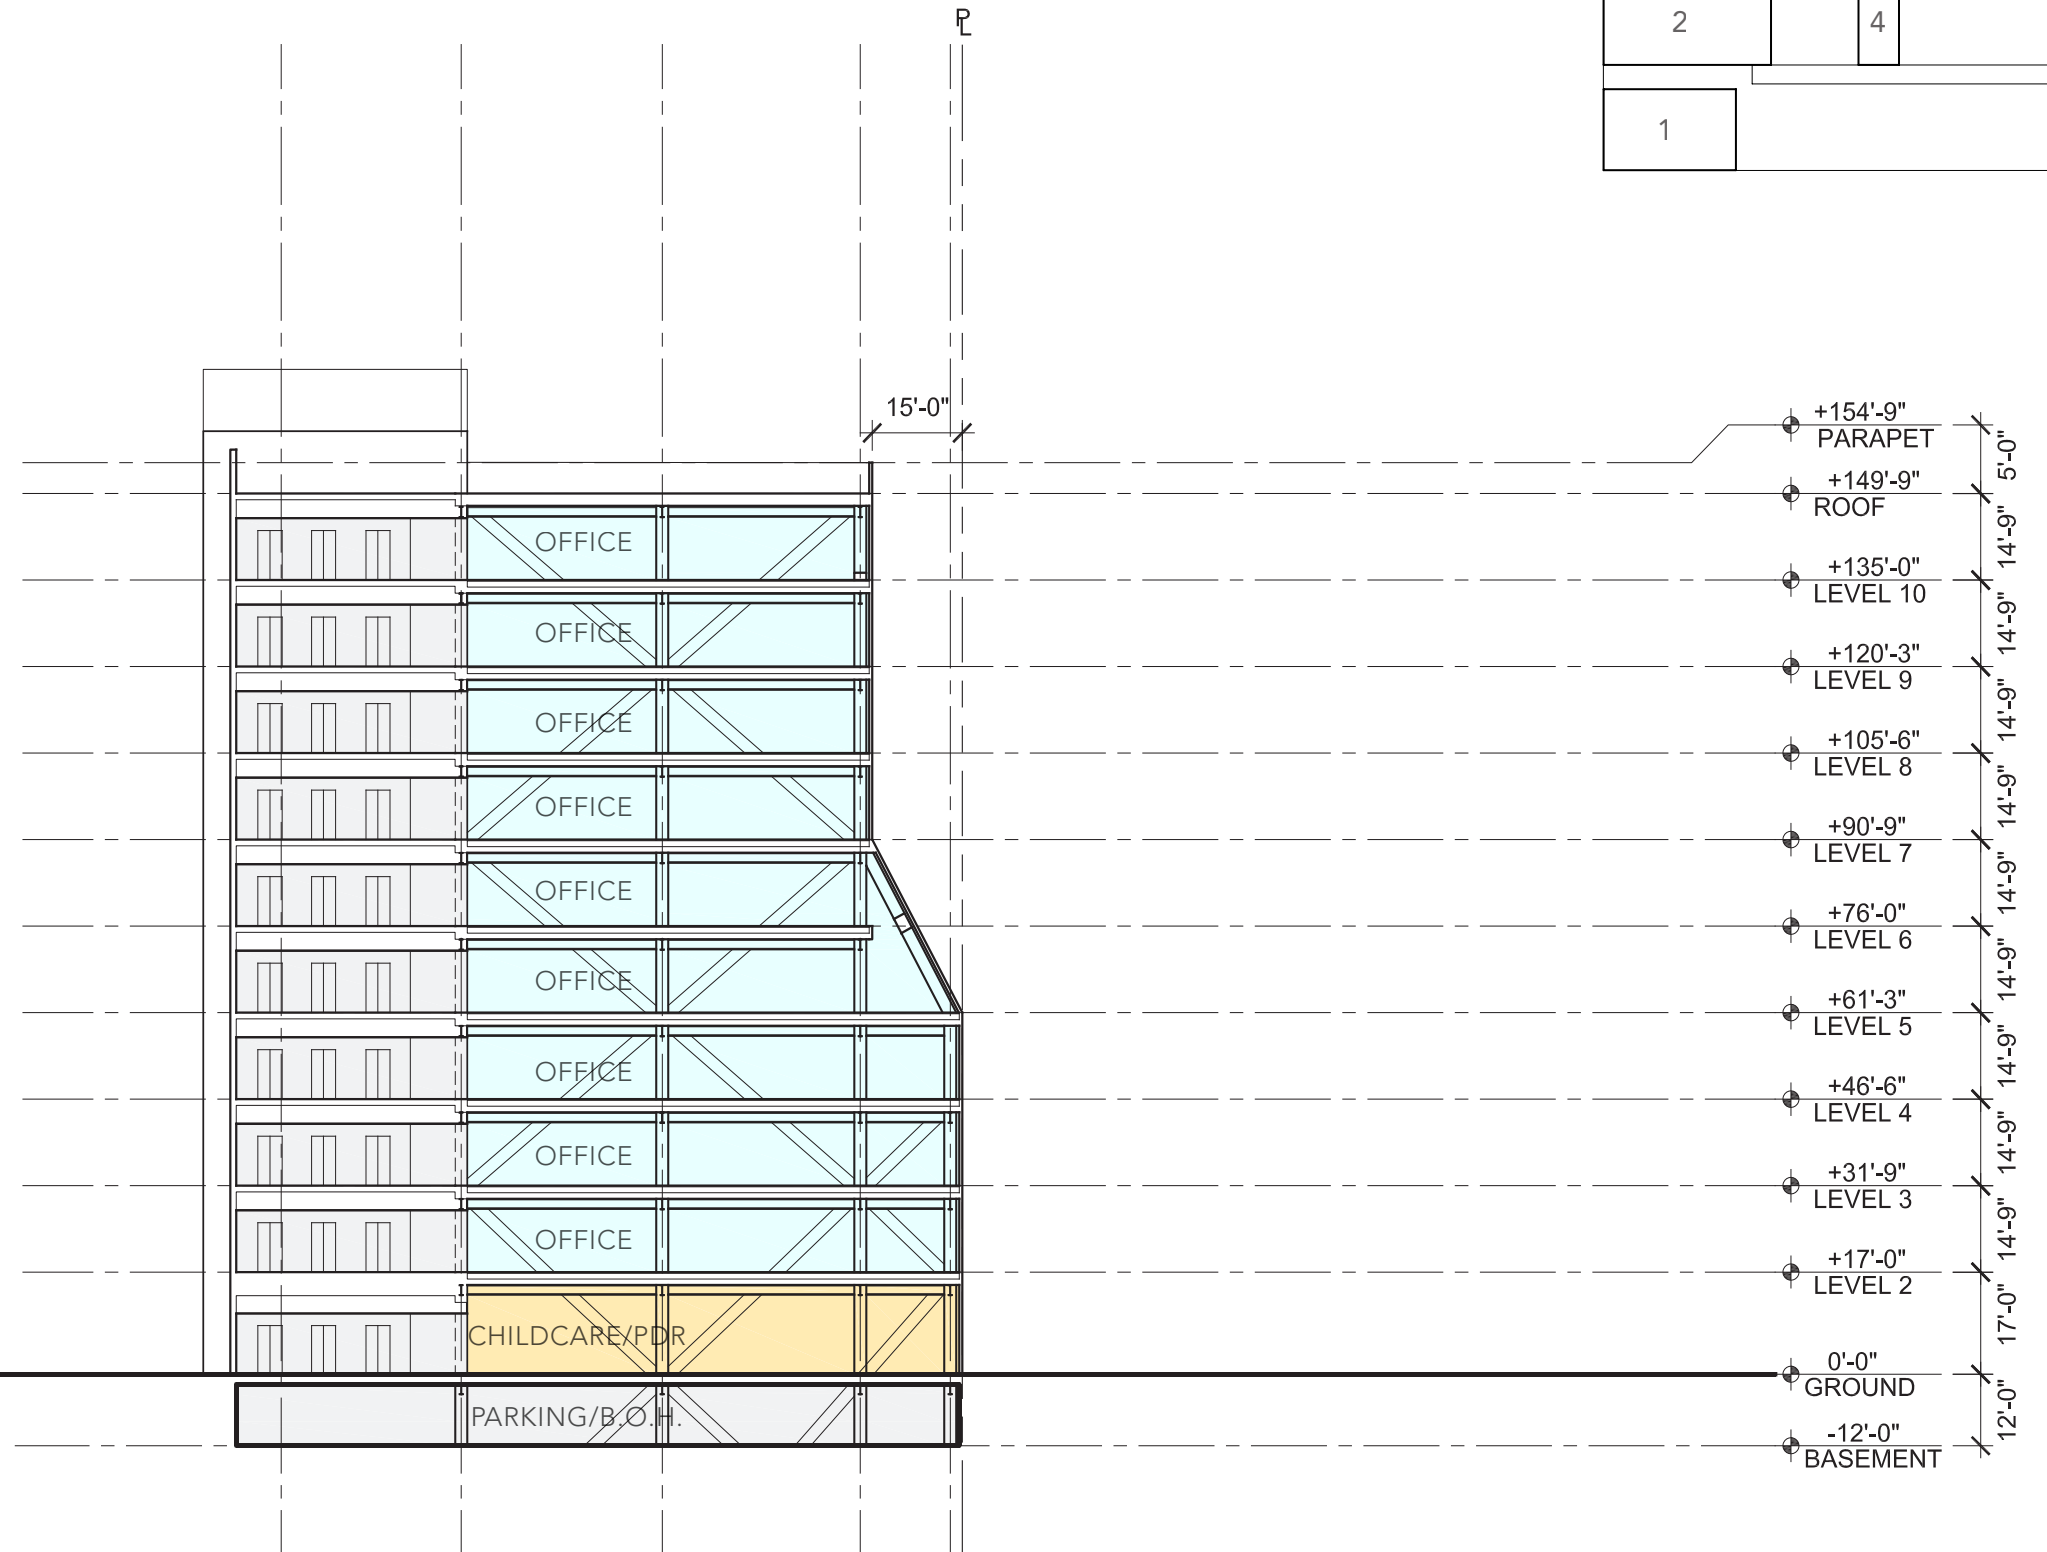 PL
2
4
1
15'-0"
+154'-9"
PARAPET
5'-0"
+149'-9"
ROOF
14'-9"
OFFICE
+135'-0"
LEVEL 10
14'-9"
OFFICE
+120'-3"
LEVEL 9
14'-9"
OFFICE
+105'-6"
LEVEL 8
14'-9"
OFFICE
+90'-9"
LEVEL 7
14'-9"
OFFICE
+76'-0"
LEVEL 6
14'-9"
OFFICE
+61'-3"
LEVEL 5
14'-9"
OFFICE
+46'-6"
LEVEL 4
14'-9"
OFFICE
+31'-9"
LEVEL 3
14'-9"
OFFICE
+17'-0"
LEVEL 2
17'-0"
CHILDCARE/PDR
0'-0"
GROUND
12'-0"
PARKING/B.O.H.
-12'-0"
BASEMENT